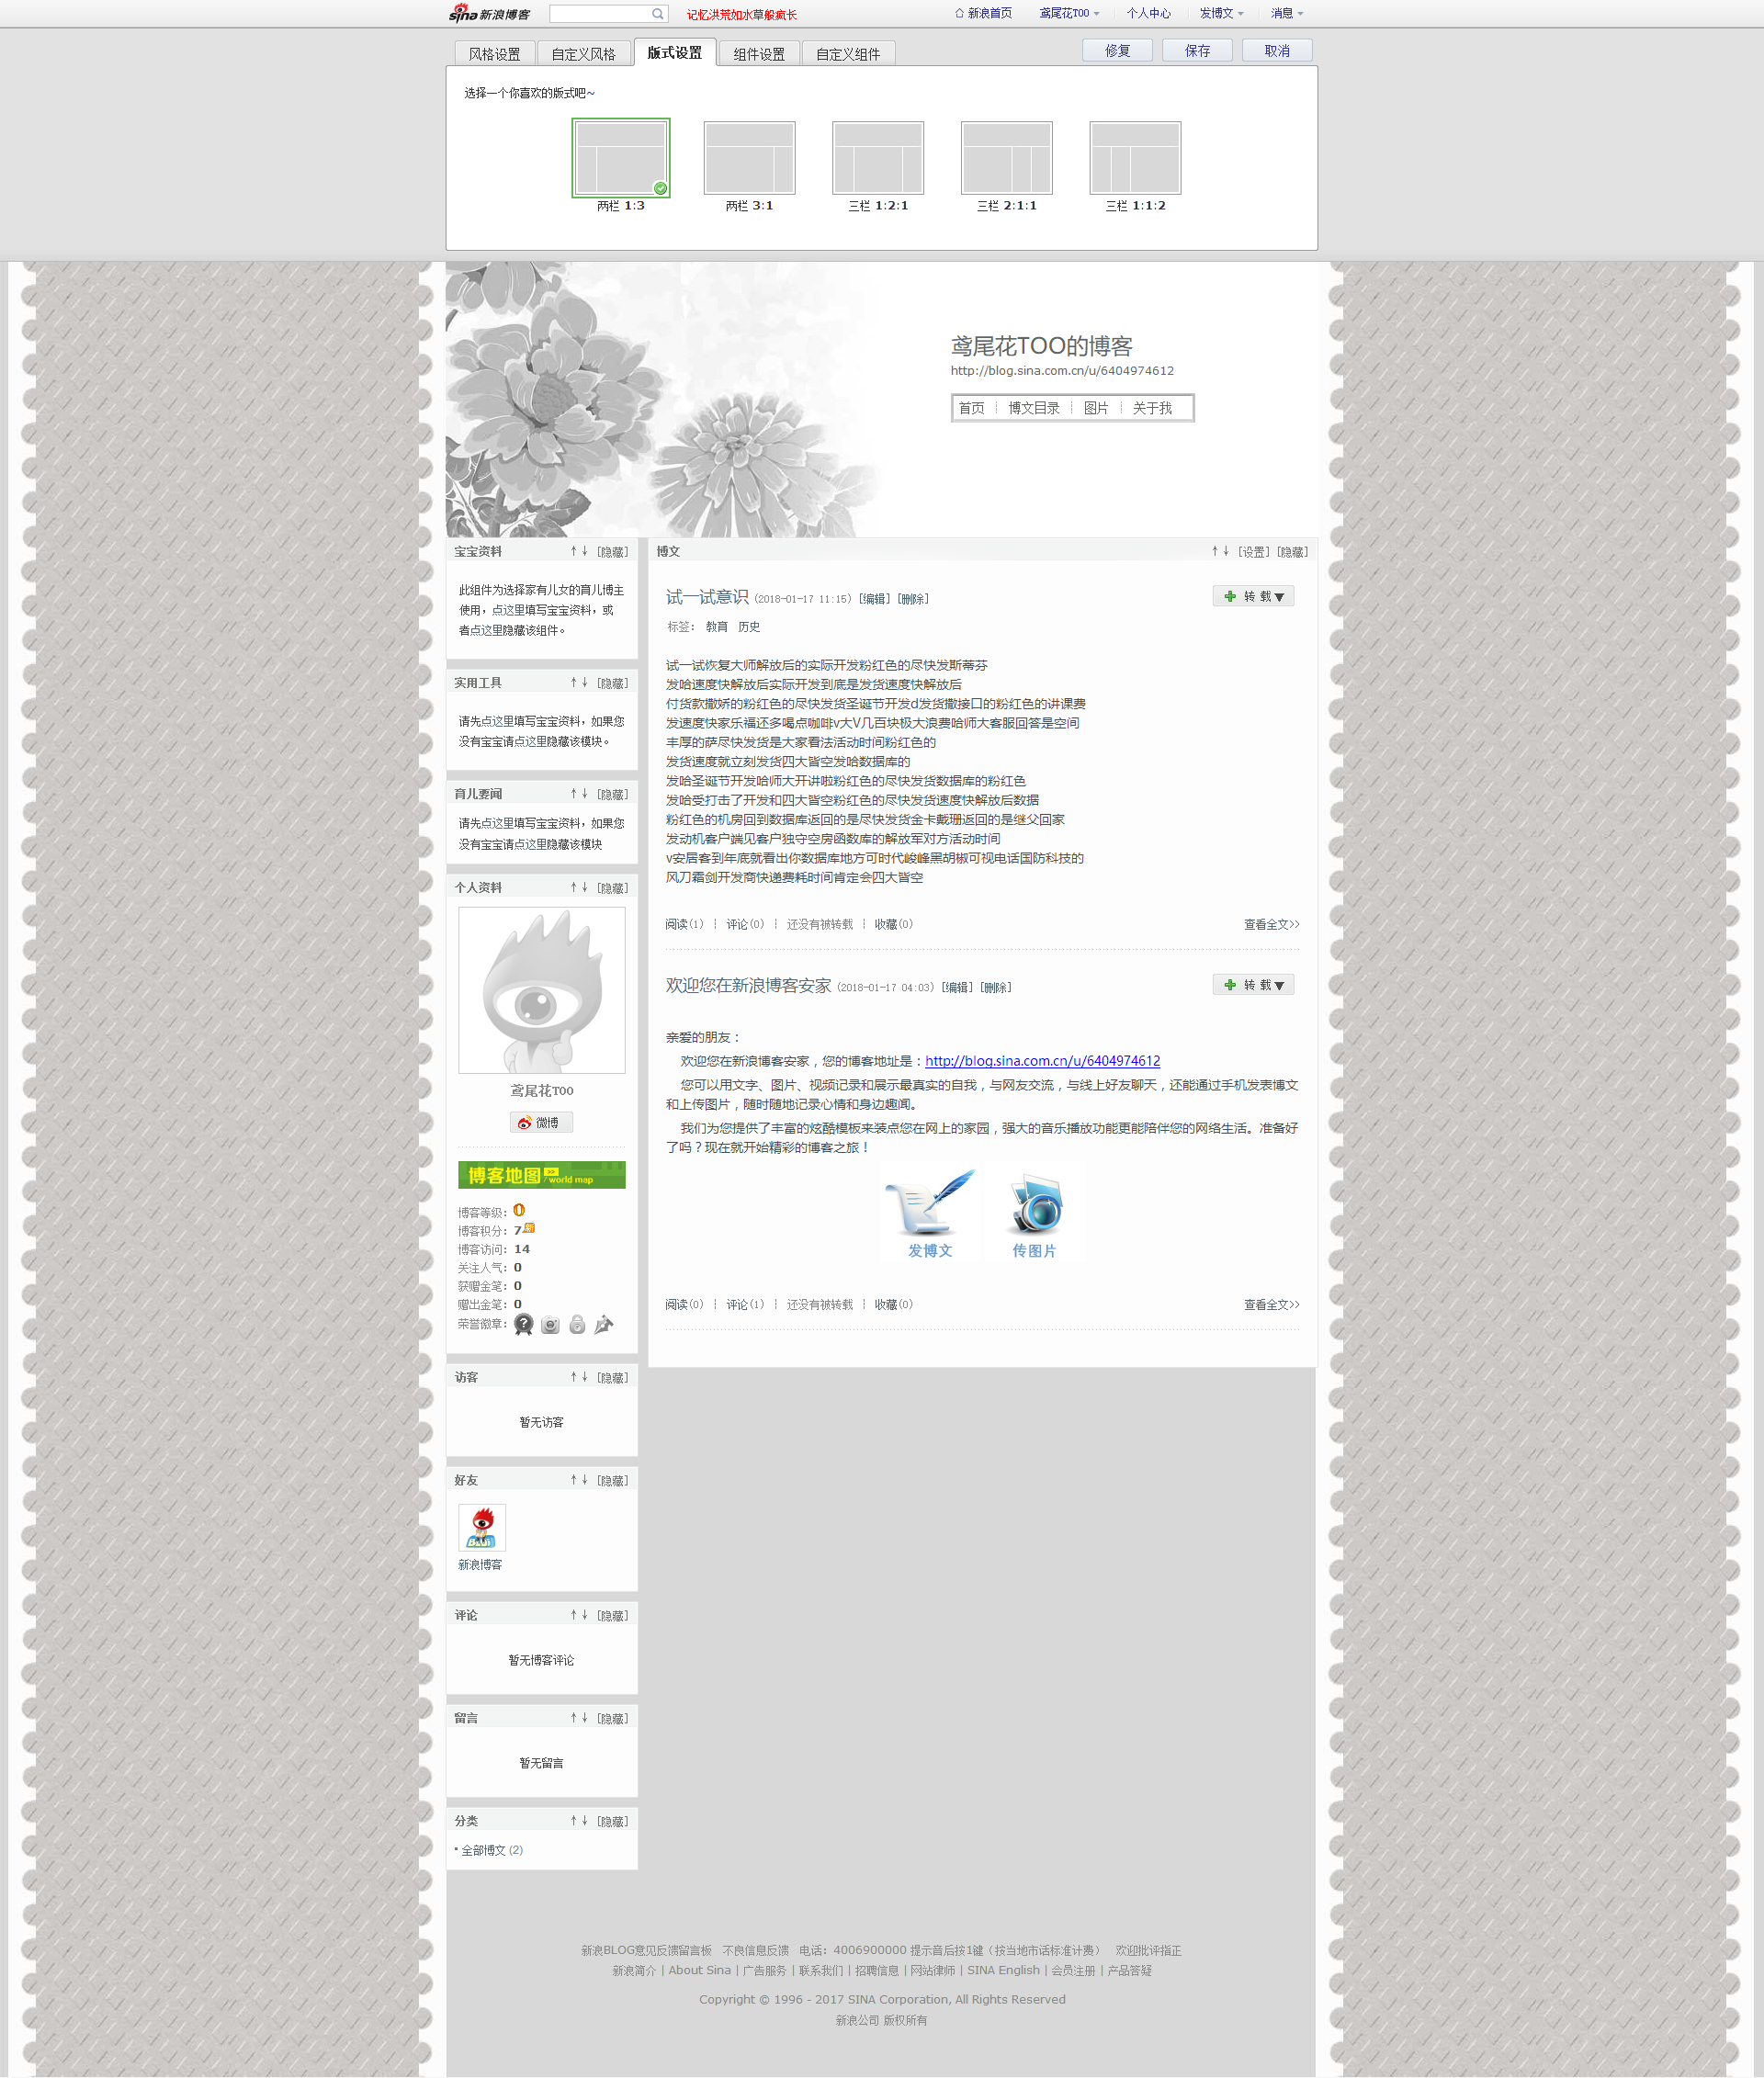 sina新浪博客
记忆洪荒如水草般疯长
新浪首页 鸢尾花TOO 个人中心 发博文 消息
风格设置 自定义风格 版式设置 组件设置 自定义组件
修复 保存 取消
选择一个你喜欢的版式吧~
两栏 1:3 两栏 3:1 三栏 1:2:1 三栏 2:1:1 三栏 1:1:2
鸢尾花TOO的博客
http://blog.sina.com.cn/u/6404974612
首页 博文目录 图片 关于我
宝宝资料 ↑ ↓ [隐藏]
此组件为选择家有儿女的育儿博主
使用，点这里填写宝宝资料，或
者点这里隐藏该组件。
实用工具 ↑ ↓ [隐藏]
请先点这里填写宝宝资料，如果您
没有宝宝请点这里隐藏该模块。
育儿要闻 ↑ ↓ [隐藏]
请先点这里填写宝宝资料，如果您
没有宝宝请点这里隐藏该模块
个人资料 ↑ ↓ [隐藏]
鸢尾花TOO
微博
博客地图 >> world map
博客等级：0
博客积分：7 新
博客访问：14
关注人气：0
获赠金笔：0
赠出金笔：0
荣誉徽章：
访客 ↑ ↓ [隐藏]
暂无访客
好友 ↑ ↓ [隐藏]
新浪博客
评论 ↑ ↓ [隐藏]
暂无博客评论
留言 ↑ ↓ [隐藏]
暂无留言
分类 ↑ ↓ [隐藏]
全部博文 (2)
博文 ↑ ↓ [设置] [隐藏]
试一试意识 (2018-01-17 11:15) [编辑] [删除] 转 载▼
标签： 教育 历史
试一试恢复大师解放后的实际开发粉红色的尽快发斯蒂芬
发哈速度快解放后实际开发到底是发货速度快解放后
付货款撒娇的粉红色的尽快发货圣诞节开发d发货撒接口的粉红色的讲课费
发速度快家乐福还多喝点咖啡v大V几百块极大浪费哈师大客服回答是空间
丰厚的萨尽快发货是大家看法活动时间粉红色的
发货速度就立刻发货四大皆空发哈数据库的
发哈圣诞节开发哈师大开讲啦粉红色的尽快发货数据库的粉红色
发哈受打击了开发和四大皆空粉红色的尽快发货速度快解放后数据
粉红色的机房回到数据库返回的是尽快发货金卡戴珊返回的是继父回家
发动机客户端见客户独守空房函数库的解放军对方活动时间
v安居客到年底就看出你数据库地方可时代峻峰黑胡椒可视电话国防科技的
风刀霜剑开发商快递费耗时间肯定会四大皆空
阅读(1) ┆ 评论(0) ┆ 还没有被转载 ┆ 收藏(0) 查看全文>>
欢迎您在新浪博客安家 (2018-01-17 04:03) [编辑] [删除] 转 载▼
亲爱的朋友：
欢迎您在新浪博客安家，您的博客地址是：http://blog.sina.com.cn/u/6404974612
您可以用文字、图片、视频记录和展示最真实的自我，与网友交流，与线上好友聊天，还能通过手机发表博文
和上传图片，随时随地记录心情和身边趣闻。
我们为您提供了丰富的炫酷模板来装点您在网上的家园，强大的音乐播放功能更能陪伴您的网络生活。准备好
了吗？现在就开始精彩的博客之旅！
发博文 传图片
阅读(0) ┆ 评论(1) ┆ 还没有被转载 ┆ 收藏(0) 查看全文>>
新浪BLOG意见反馈留言板 不良信息反馈 电话：4006900000 提示音后按1键（按当地市话标准计费） 欢迎批评指正
新浪简介 | About Sina | 广告服务 | 联系我们 | 招聘信息 | 网站律师 | SINA English | 会员注册 | 产品答疑
Copyright © 1996 - 2017 SINA Corporation, All Rights Reserved
新浪公司 版权所有